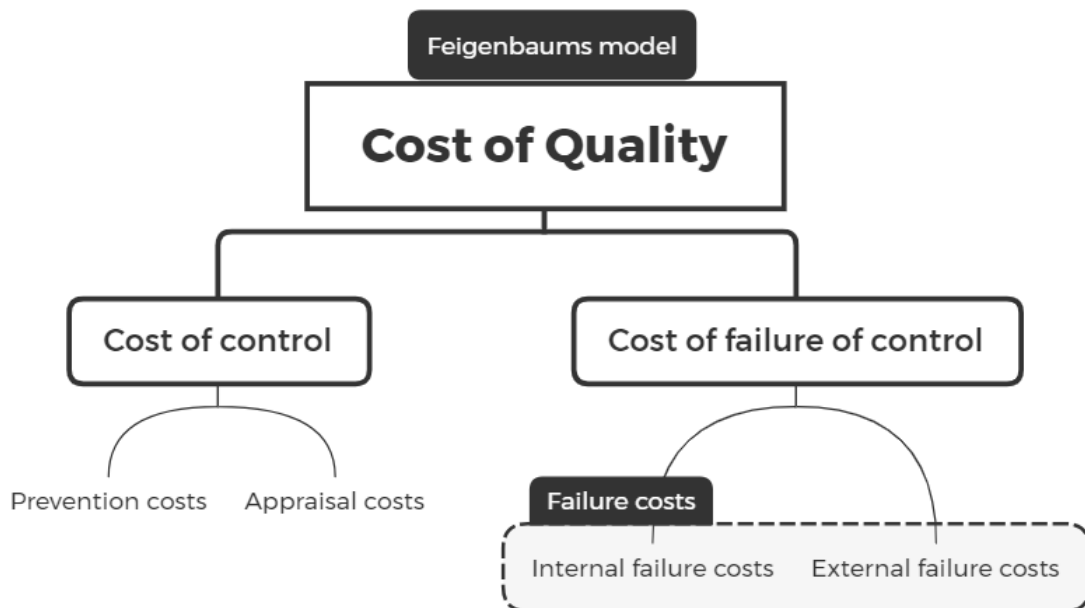 Feigenbaums model
Cost of Quality
Cost of control
Cost of failure of control
Prevention costs
Appraisal costs
Failure costs
Internal failure costs
External failure costs